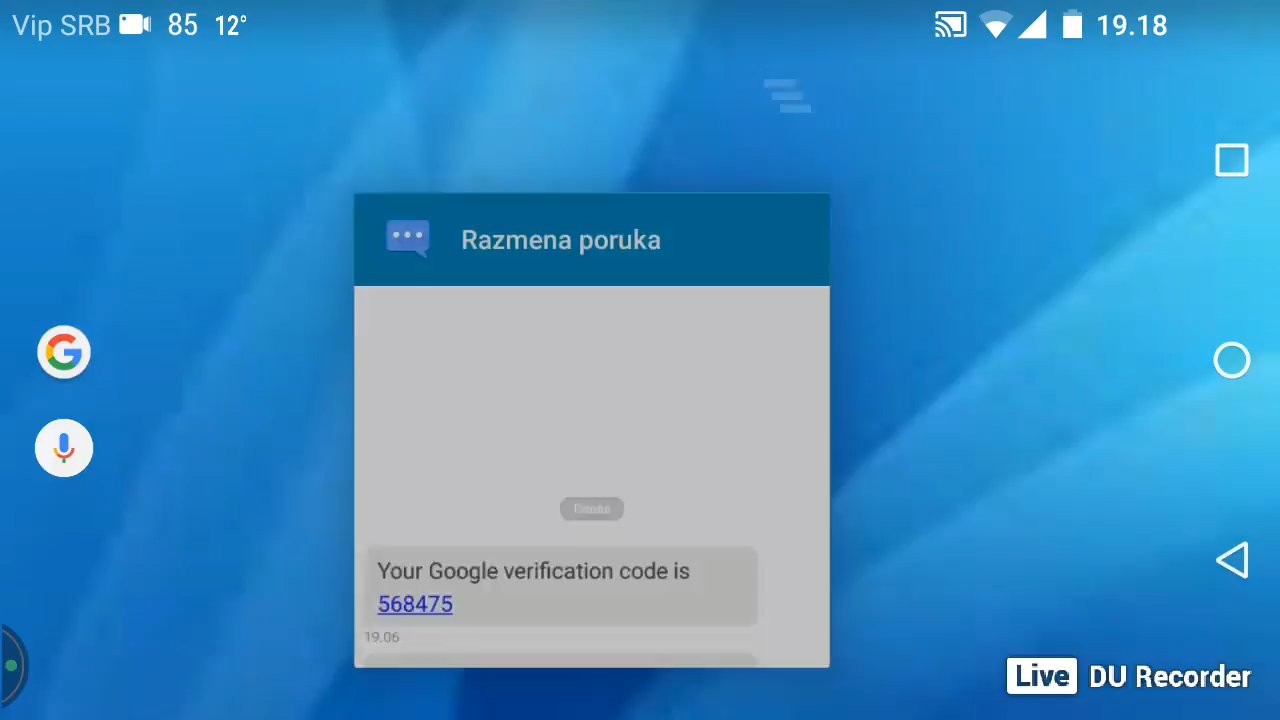 Vip SRB 85 12° 19.18
Razmena poruka
Your Google verification code is
568475
19.06
Live DU Recorder